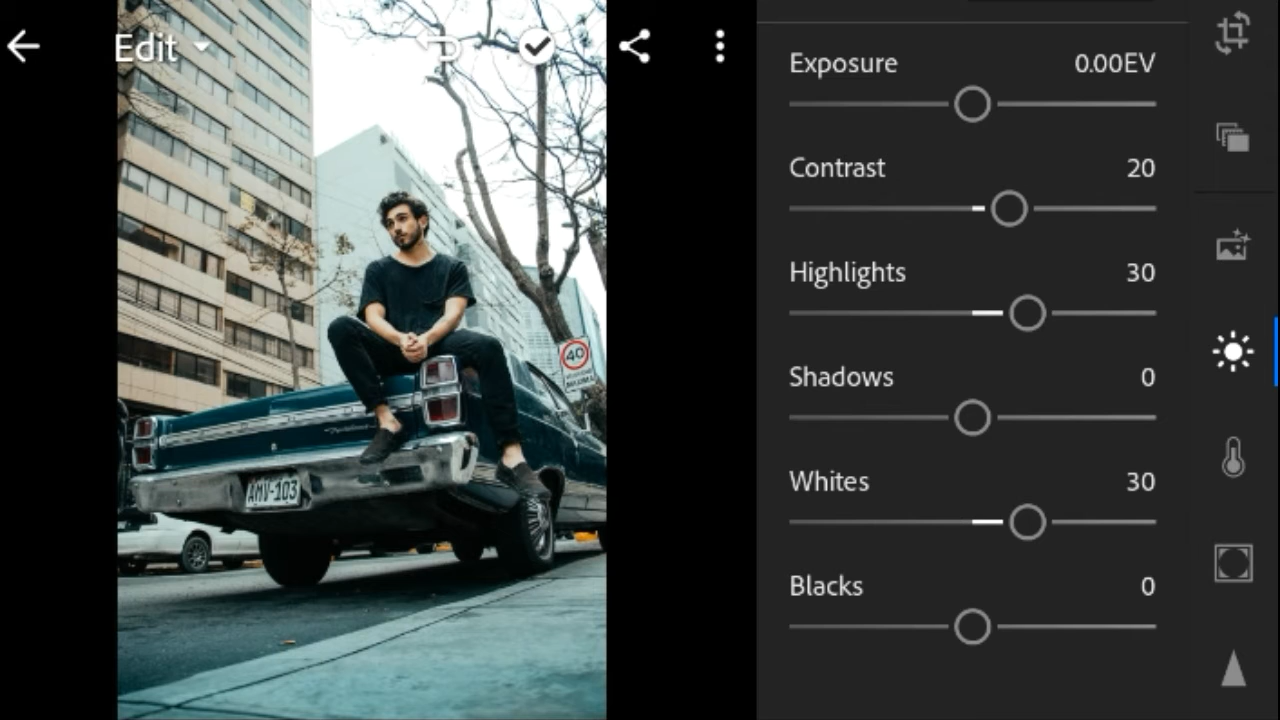 Edit
Exposure 0.00EV
Contrast 20
Highlights 30
Shadows 0
Whites 30
Blacks 0
40
AMV-103